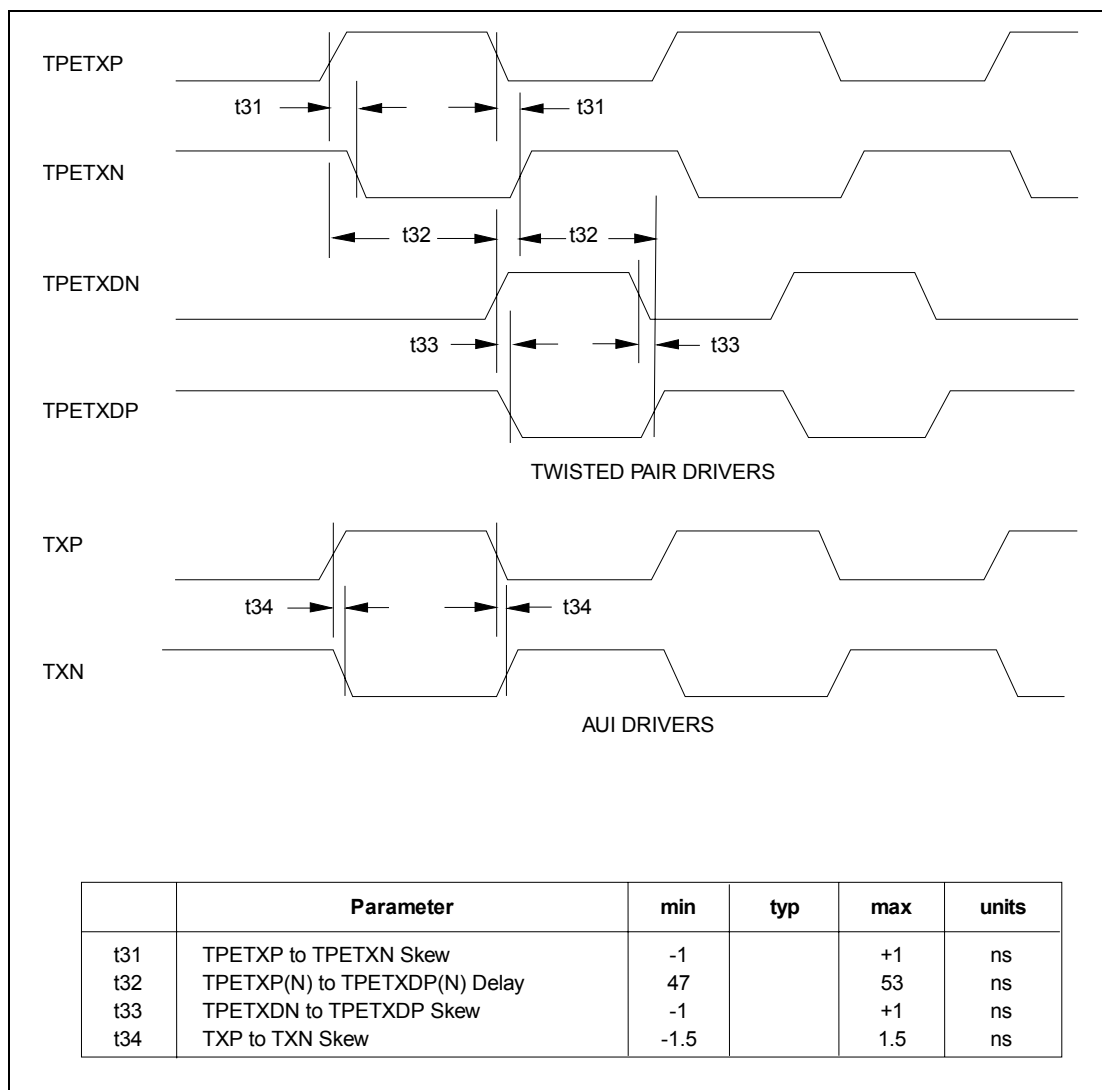 TPETXP
t31 t31
TPETXN
t32 t32
TPETXDN
t33 t33
TPETXDP
TWISTED PAIR DRIVERS
TXP
t34 t34
TXN
AUI DRIVERS
Parameter min typ max units
t31 TPETXP to TPETXN Skew -1 +1 ns
t32 TPETXP(N) to TPETXDP(N) Delay 47 53 ns
t33 TPETXDN to TPETXDP Skew -1 +1 ns
t34 TXP to TXN Skew -1.5 1.5 ns